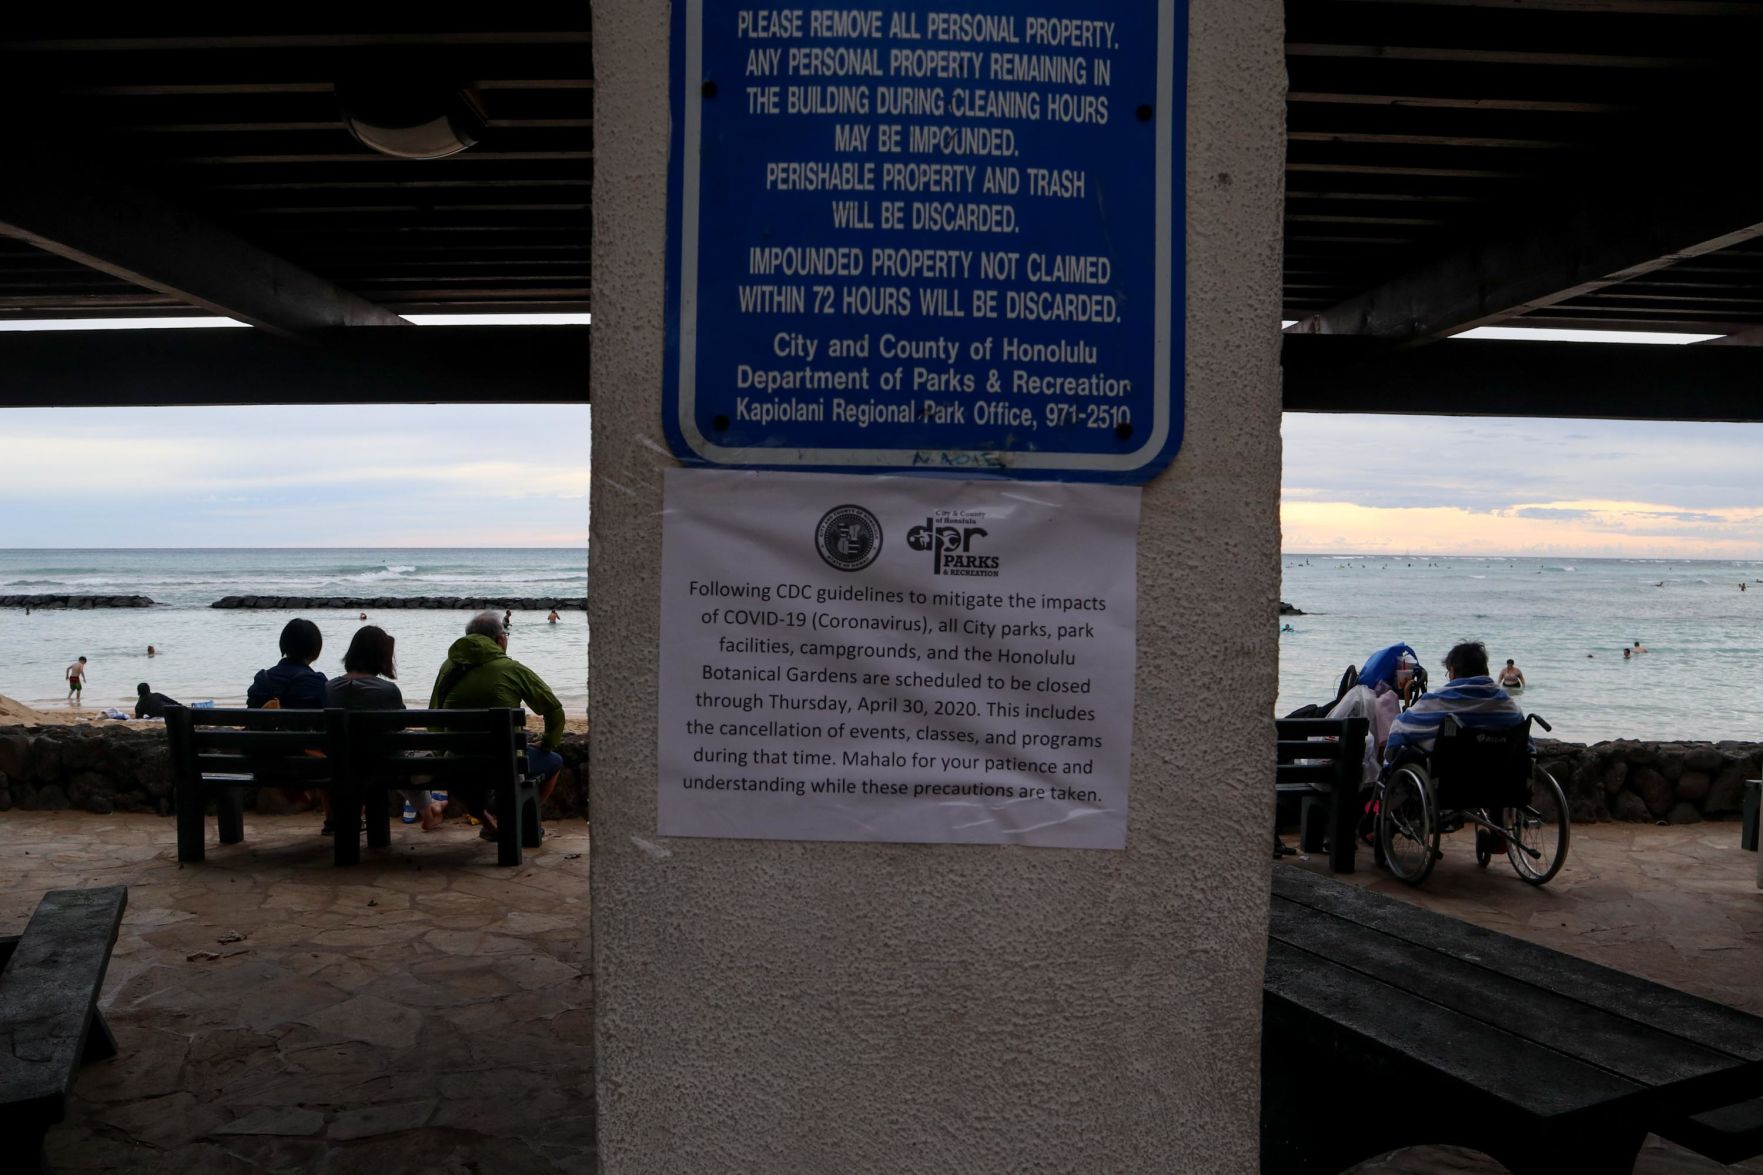 PLEASE REMOVE ALL PERSONAL PROPERTY.
ANY PERSONAL PROPERTY REMAINING IN
THE BUILDING DURING CLEANING HOURS
MAY BE IMPOUNDED.
PERISHABLE PROPERTY AND TRASH
WILL BE DISCARDED.
IMPOUNDED PROPERTY NOT CLAIMED
WITHIN 72 HOURS WILL BE DISCARDED.
City and County of Honolulu
Department of Parks & Recreation
Kapiolani Regional Park Office, 971-2510
City & County
of Honolulu
dpr
PARKS
& RECREATION
Following CDC guidelines to mitigate the impacts
of COVID-19 (Coronavirus), all City parks, park
facilities, campgrounds, and the Honolulu
Botanical Gardens are scheduled to be closed
through Thursday, April 30, 2020. This includes
the cancellation of events, classes, and programs
during that time. Mahalo for your patience and
understanding while these precautions are taken.